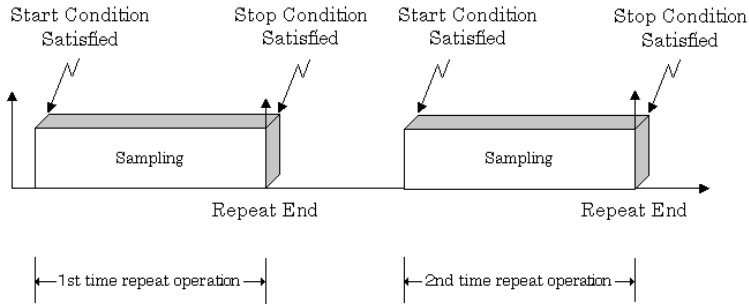 Start Condition
Satisfied
Stop Condition
Satisfied
Start Condition
Satisfied
Stop Condition
Satisfied
Sampling
Sampling
Repeat End
Repeat End
1st time repeat operation
2nd time repeat operation